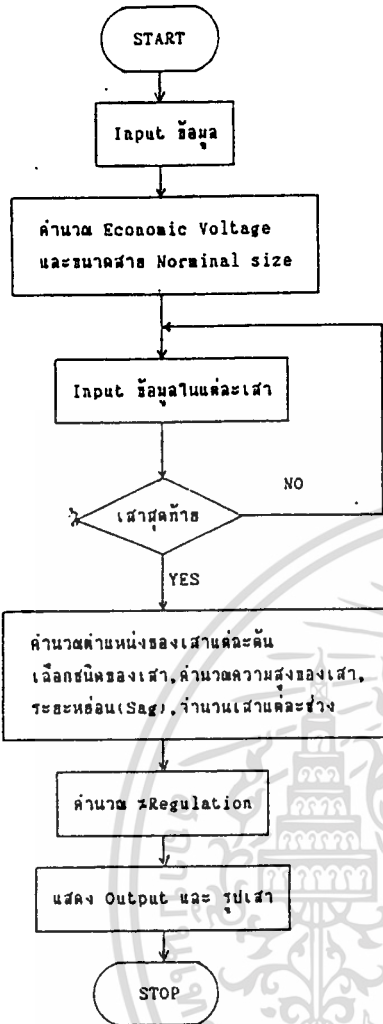 START
Input ข้อมูล
คำนวณ Economic Voltage
และขนาดสาย Norminal size
Input ข้อมูลในแต่ละเสา
NO
เสาสุดท้าย
YES
คำนวณตำแหน่งของเสาแต่ละต้น
เลือกชนิดของเสา,คำนวณความสูงของเสา,
ระยะหย่อน(Sag),จำนวนเสาแต่ละช่วง
คำนวณ %Regulation
แสดง Output และ รูปเสา
STOP